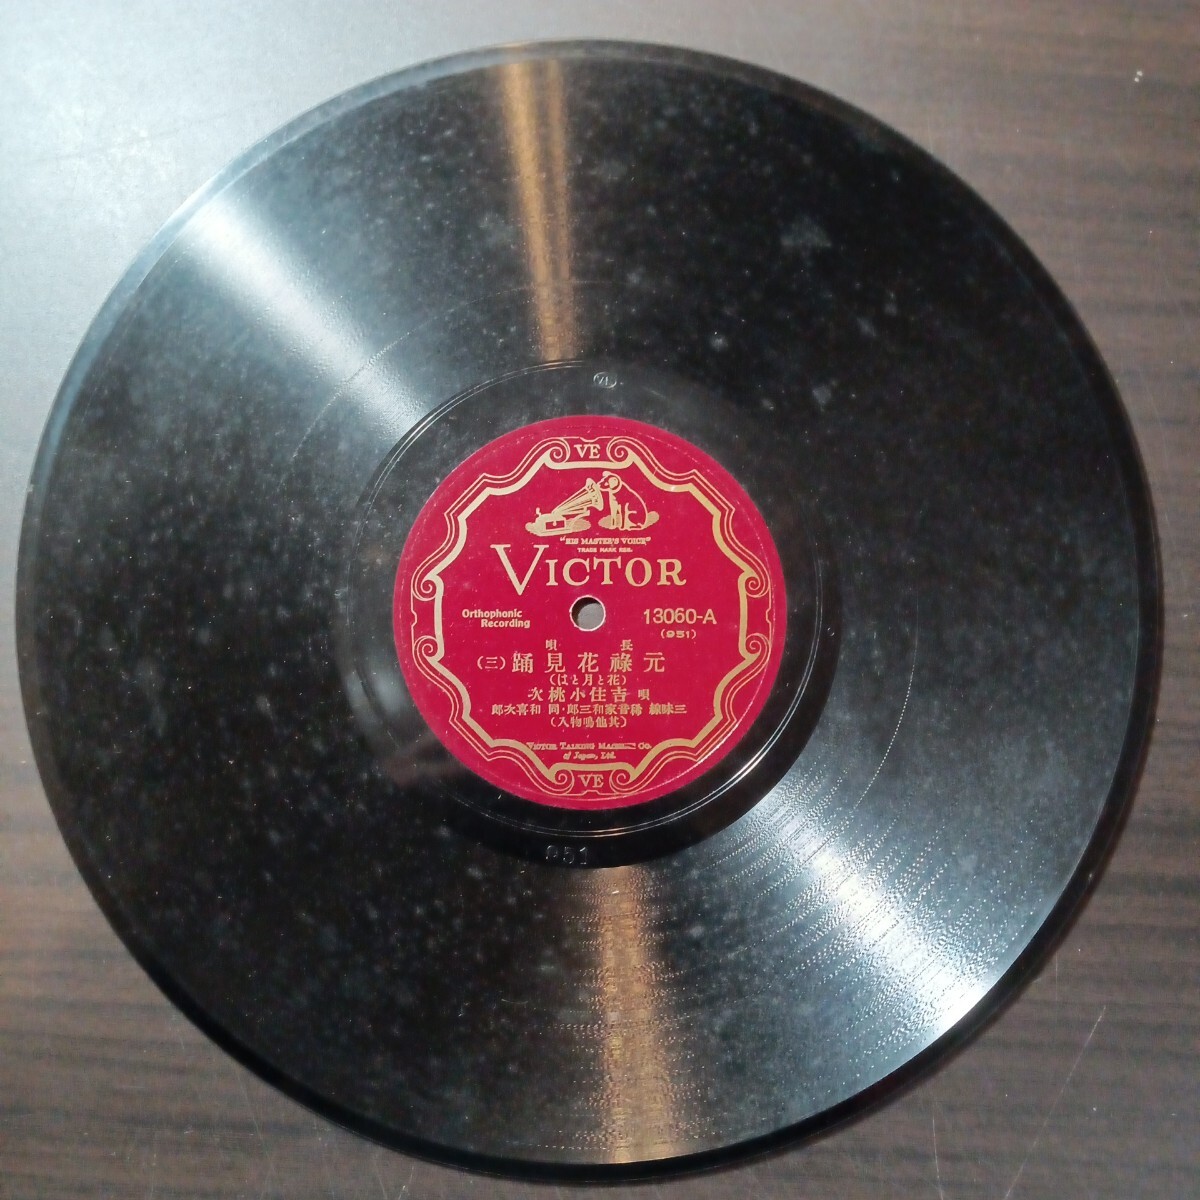 VE
"HIS MASTER'S VOICE"
TRADE MARK REG.
VICTOR
Orthophonic
Recording
13060-A
(951)
唄 長
(三) 踊見花祿元
(はと月と花)
次桃小住吉 唄
郎次喜和 同・郎三和家音稀 線味三
(入物鳴他其)
VICTOR TALKING MACHINE Co.
of Japan, Ltd.
VE
951